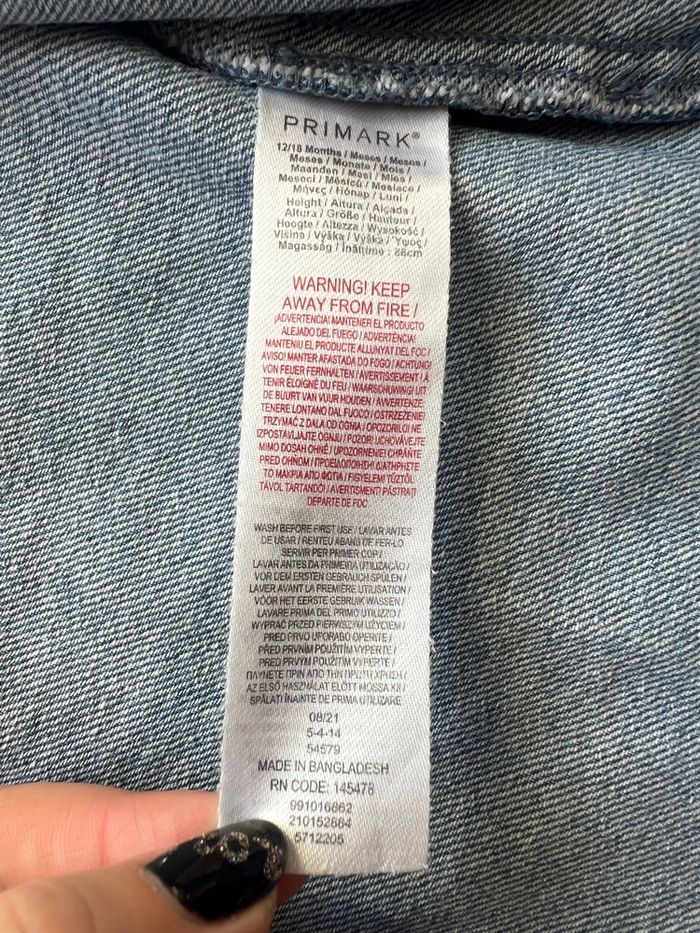 PRIMARK®
12/18 Months / Meses / Meses /
Meses / Monate / Mois /
Maanden / Mesi / Mies /
Meseci / Měsíců / Mesiace /
Μήνες / Hónap / Luni /
Height / Altura / Alçada /
Altura / Größe / Hauteur /
Hoogte / Altezza / Wysokość /
Višina / Výška / Výška / Ύψος /
Magasság / Înălțime : 86cm
WARNING! KEEP
AWAY FROM FIRE /
¡ADVERTENCIA! MANTENER EL PRODUCTO
ALEJADO DEL FUEGO / ADVERTÈNCIA!
MANTENIU EL PRODUCTE ALLUNYAT DEL FOC /
AVISO! MANTER AFASTADA DO FOGO / ACHTUNG!
VON FEUER FERNHALTEN / AVERTISSEMENT! À
TENIR ÉLOIGNÉ DU FEU / WAARSCHUWING! UIT
DE BUURT VAN VUUR HOUDEN / AVVERTENZE:
TENERE LONTANO DAL FUOCO / OSTRZEŻENIE!
TRZYMAĆ Z DALA OD OGNIA / OPOZORILO! NE
IZPOSTAVLJAJTE OGNJU / POZOR! UCHOVÁVEJTE
MIMO DOSAH OHNĚ / UPOZORNENIE! CHRÁŇTE
PRED OHŇOM / ΠΡΟΕΙΔΟΠΟΙΗΣΗ! ΔΙΑΤΗΡΗΣΤΕ
ΤΟ ΜΑΚΡΙΑ ΑΠΟ ΦΩΤΙΑ / FIGYELEM! TŰZTŐL
TÁVOL TARTANDÓ! / AVERTISMENT! PĂSTRAȚI
DEPARTE DE FOC
WASH BEFORE FIRST USE / LAVAR ANTES
DE USAR / RENTEU ABANS DE FER-LO
SERVIR PER PRIMER COP /
LAVAR ANTES DA PRIMEIRA UTILIZAÇÃO /
VOR DEM ERSTEN GEBRAUCH SPÜLEN /
LAVER AVANT LA PREMIÈRE UTILISATION /
VÓÓR HET EERSTE GEBRUIK WASSEN /
LAVARE PRIMA DEL PRIMO UTILIZZO /
WYPRAĆ PRZED PIERWSZYM UŻYCIEM /
PRED PRVO UPORABO OPERITE /
PŘED PRVNÍM POUŽITÍM VYPERTE /
PRED PRVÝM POUŽITÍM VYPERTE /
ΠΛΥΝΕΤΕ ΠΡΙΝ ΑΠΟ ΤΗΝ ΠΡΩΤΗ ΧΡΗΣΗ /
AZ ELSŐ HASZNÁLAT ELŐTT MOSSA KI! /
SPĂLAȚI ÎNAINTE DE PRIMA UTILIZARE
08/21
5-4-14
54579
MADE IN BANGLADESH
RN CODE: 145478
991016862
210152884
5712205